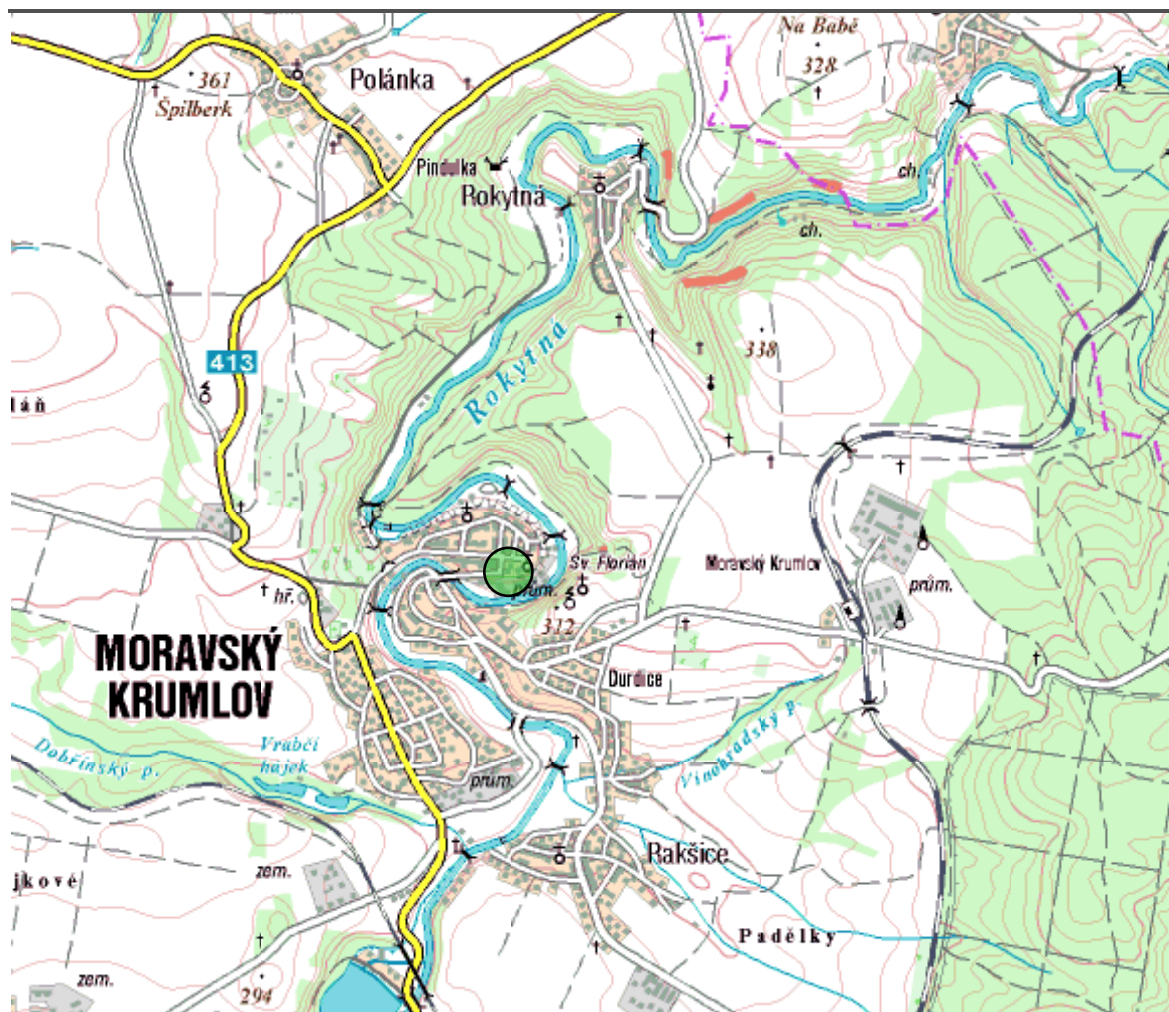 Na Babě
328
361
Špilberk
Polánka
Pindulka
Rokytná
ch.
ch.
Rokytná
338
413
láň
Sv. Florián
Moravský Krumlov
prům.
prům.
hř.
312
MORAVSKÝ
KRUMLOV
Durdice
Vrabčí
hajek
Dobřínský p.
Vinohradský p.
prům.
Rakšice
zem.
jkové
Padělky
zem.
294